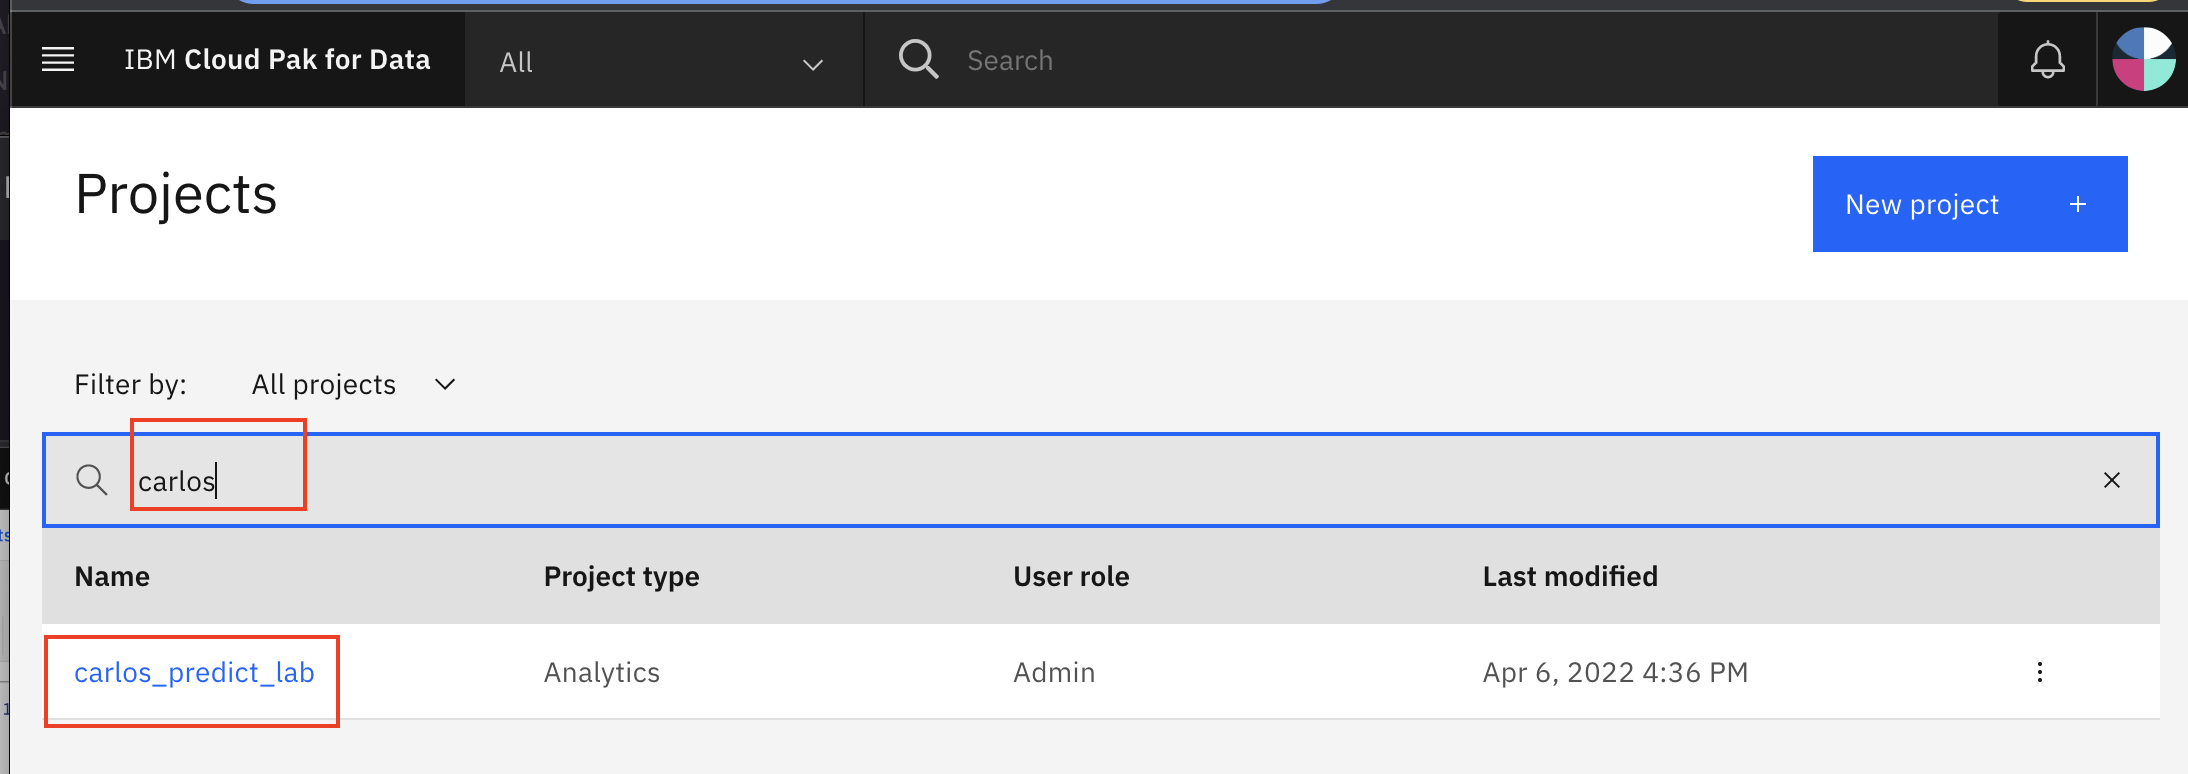 IBM Cloud Pak for Data
All
Search
Projects
New project +
Filter by: All projects
carlos
Name Project type User role Last modified
carlos_predict_lab Analytics Admin Apr 6, 2022 4:36 PM